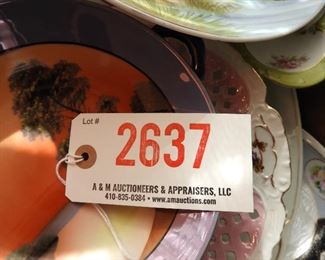 Lot #
2637
A & M AUCTIONEERS & APPRAISERS, LLC
410-835-0384 • www.amauctions.com